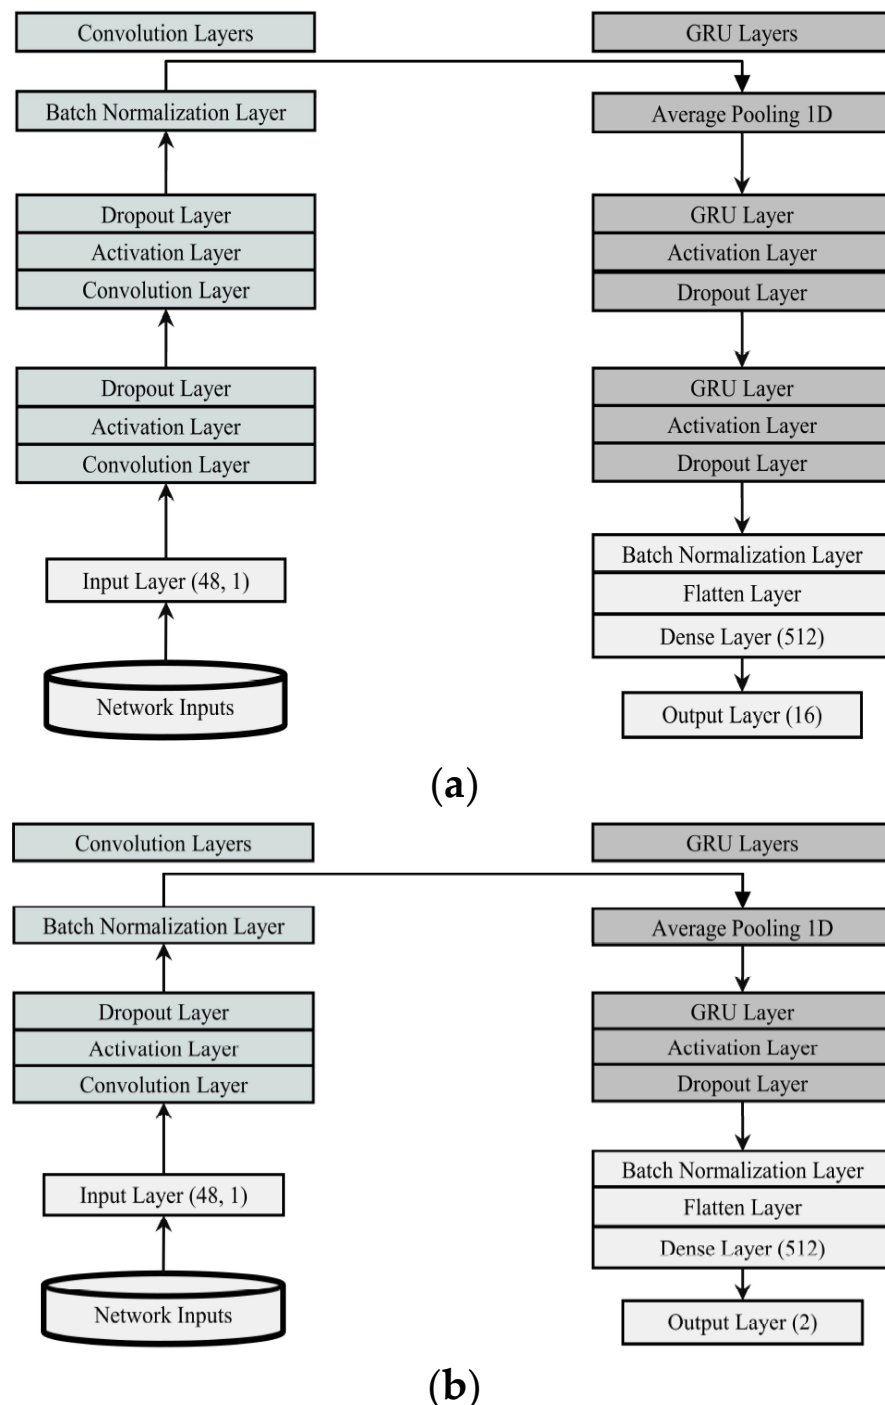 Convolution Layers
Batch Normalization Layer
Dropout Layer
Activation Layer
Convolution Layer
Dropout Layer
Activation Layer
Convolution Layer
Input Layer (48, 1)
Network Inputs
GRU Layers
Average Pooling 1D
GRU Layer
Activation Layer
Dropout Layer
GRU Layer
Activation Layer
Dropout Layer
Batch Normalization Layer
Flatten Layer
Dense Layer (512)
Output Layer (16)
(a)
Convolution Layers
Batch Normalization Layer
Dropout Layer
Activation Layer
Convolution Layer
Input Layer (48, 1)
Network Inputs
GRU Layers
Average Pooling 1D
GRU Layer
Activation Layer
Dropout Layer
Batch Normalization Layer
Flatten Layer
Dense Layer (512)
Output Layer (2)
(b)